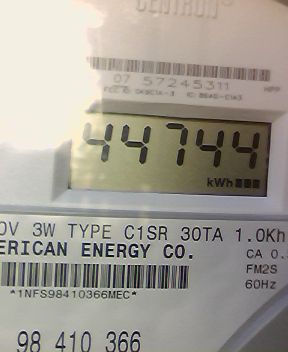 CENTRON®
07 57245311
44744
kWh
0V 3W TYPE C1SR 30TA 1.0Kh
ERICAN ENERGY CO.
CA 0.
FM2S
*1NFS98410366MEC*
60Hz
98 410 366